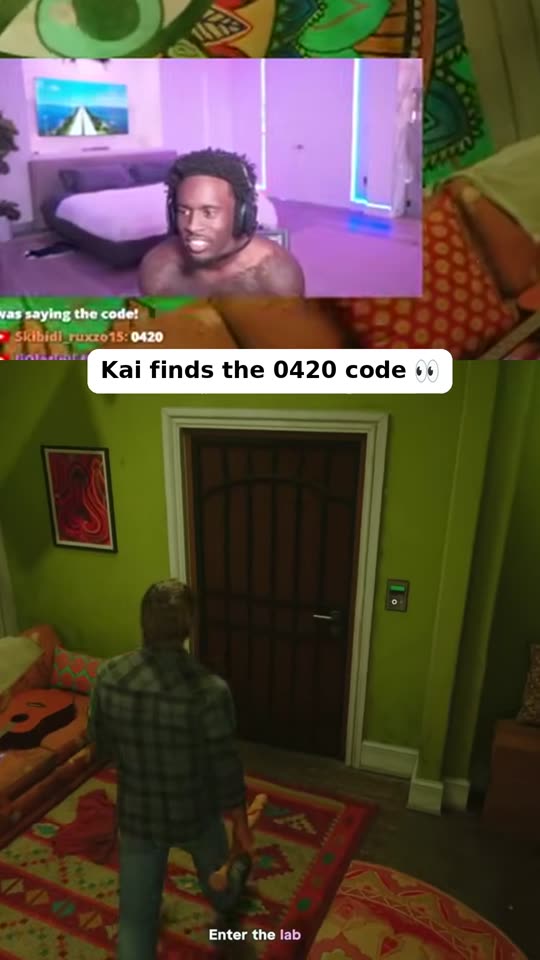 was saying the code!
Skibidi_ruxzo15: 0420
Kai finds the 0420 code 👀
Enter the lab